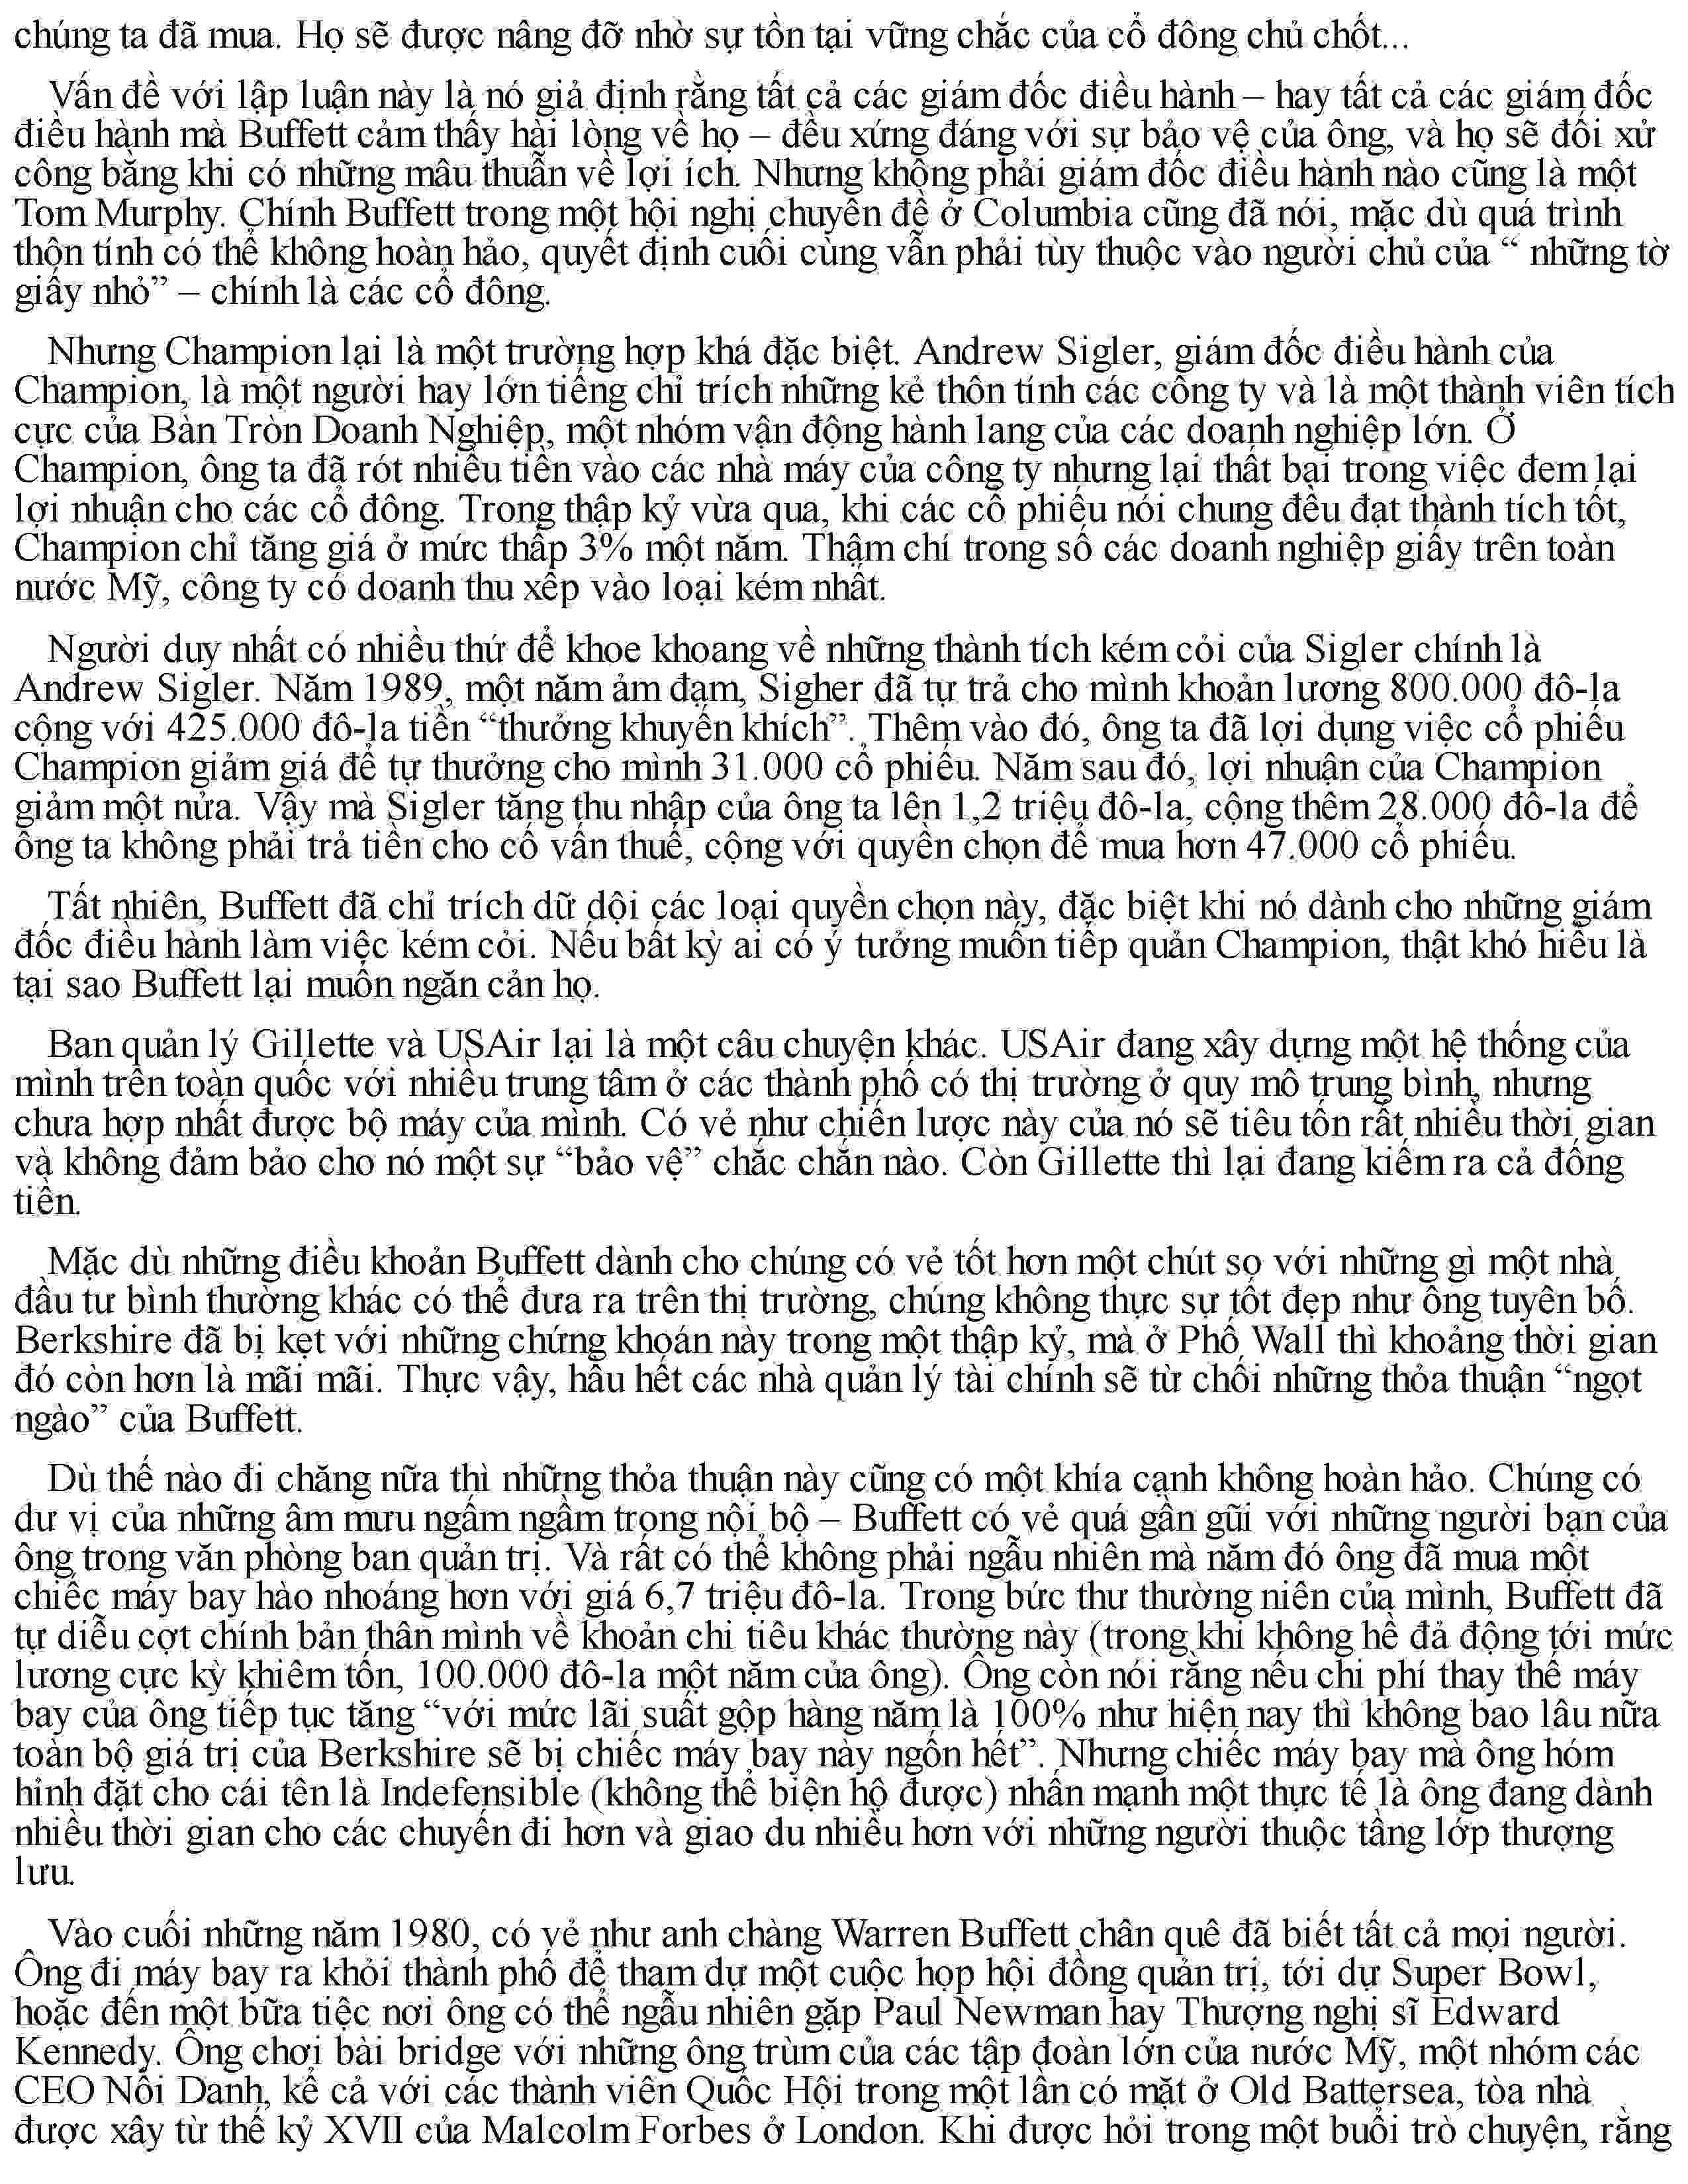 chúng ta đã mua. Họ sẽ được nâng đỡ nhờ sự tồn tại vững chắc của cổ đông chủ chốt...
Vấn đề với lập luận này là nó giả định rằng tất cả các giám đốc điều hành – hay tất cả các giám đốc
điều hành mà Buffett cảm thấy hài lòng về họ – đều xứng đáng với sự bảo vệ của ông, và họ sẽ đối xử
công bằng khi có những mâu thuẫn về lợi ích. Nhưng không phải giám đốc điều hành nào cũng là một
Tom Murphy. Chính Buffett trong một hội nghị chuyên đề ở Columbia cũng đã nói, mặc dù quá trình
thôn tính có thể không hoàn hảo, quyết định cuối cùng vẫn phải tùy thuộc vào người chủ của “ những tờ
giấy nhỏ” – chính là các cổ đông.
Nhưng Champion lại là một trường hợp khá đặc biệt. Andrew Sigler, giám đốc điều hành của
Champion, là một người hay lớn tiếng chỉ trích những kẻ thôn tính các công ty và là một thành viên tích
cực của Bàn Tròn Doanh Nghiệp, một nhóm vận động hành lang của các doanh nghiệp lớn. Ở
Champion, ông ta đã rót nhiều tiền vào các nhà máy của công ty nhưng lại thất bại trong việc đem lại
lợi nhuận cho các cổ đông. Trong thập kỷ vừa qua, khi các cổ phiếu nói chung đều đạt thành tích tốt,
Champion chỉ tăng giá ở mức thấp 3% một năm. Thậm chí trong số các doanh nghiệp giấy trên toàn
nước Mỹ, công ty có doanh thu xếp vào loại kém nhất.
Người duy nhất có nhiều thứ để khoe khoang về những thành tích kém cỏi của Sigler chính là
Andrew Sigler. Năm 1989, một năm ảm đạm, Sigher đã tự trả cho mình khoản lương 800.000 đô-la
cộng với 425.000 đô-la tiền “thưởng khuyến khích”. Thêm vào đó, ông ta đã lợi dụng việc cổ phiếu
Champion giảm giá để tự thưởng cho mình 31.000 cổ phiếu. Năm sau đó, lợi nhuận của Champion
giảm một nửa. Vậy mà Sigler tăng thu nhập của ông ta lên 1,2 triệu đô-la, cộng thêm 28.000 đô-la để
ông ta không phải trả tiền cho cố vấn thuế, cộng với quyền chọn để mua hơn 47.000 cổ phiếu.
Tất nhiên, Buffett đã chỉ trích dữ dội các loại quyền chọn này, đặc biệt khi nó dành cho những giám
đốc điều hành làm việc kém cỏi. Nếu bất kỳ ai có ý tưởng muốn tiếp quản Champion, thật khó hiểu là
tại sao Buffett lại muốn ngăn cản họ.
Ban quản lý Gillette và USAir lại là một câu chuyện khác. USAir đang xây dựng một hệ thống của
mình trên toàn quốc với nhiều trung tâm ở các thành phố có thị trường ở quy mô trung bình, nhưng
chưa hợp nhất được bộ máy của mình. Có vẻ như chiến lược này của nó sẽ tiêu tốn rất nhiều thời gian
và không đảm bảo cho nó một sự “bảo vệ” chắc chắn nào. Còn Gillette thì lại đang kiếm ra cả đống
tiền.
Mặc dù những điều khoản Buffett dành cho chúng có vẻ tốt hơn một chút so với những gì một nhà
đầu tư bình thường khác có thể đưa ra trên thị trường, chúng không thực sự tốt đẹp như ông tuyên bố.
Berkshire đã bị kẹt với những chứng khoán này trong một thập kỷ, mà ở Phố Wall thì khoảng thời gian
đó còn hơn là mãi mãi. Thực vậy, hầu hết các nhà quản lý tài chính sẽ từ chối những thỏa thuận “ngọt
ngào” của Buffett.
Dù thế nào đi chăng nữa thì những thỏa thuận này cũng có một khía cạnh không hoàn hảo. Chúng có
dư vị của những âm mưu ngấm ngầm trong nội bộ – Buffett có vẻ quá gần gũi với những người bạn của
ông trong văn phòng ban quản trị. Và rất có thể không phải ngẫu nhiên mà năm đó ông đã mua một
chiếc máy bay hào nhoáng hơn với giá 6,7 triệu đô-la. Trong bức thư thường niên của mình, Buffett đã
tự diễu cợt chính bản thân mình về khoản chi tiêu khác thường này (trong khi không hề đả động tới mức
lương cực kỳ khiêm tốn, 100.000 đô-la một năm của ông). Ông còn nói rằng nếu chi phí thay thế máy
bay của ông tiếp tục tăng “với mức lãi suất gộp hàng năm là 100% như hiện nay thì không bao lâu nữa
toàn bộ giá trị của Berkshire sẽ bị chiếc máy bay này ngốn hết”. Nhưng chiếc máy bay mà ông hóm
hỉnh đặt cho cái tên là Indefensible (không thể biện hộ được) nhấn mạnh một thực tế là ông đang dành
nhiều thời gian cho các chuyến đi hơn và giao du nhiều hơn với những người thuộc tầng lớp thượng
lưu.
Vào cuối những năm 1980, có vẻ như anh chàng Warren Buffett chân quê đã biết tất cả mọi người.
Ông đi máy bay ra khỏi thành phố để tham dự một cuộc họp hội đồng quản trị, tới dự Super Bowl,
hoặc đến một bữa tiệc nơi ông có thể ngẫu nhiên gặp Paul Newman hay Thượng nghị sĩ Edward
Kennedy. Ông chơi bài bridge với những ông trùm của các tập đoàn lớn của nước Mỹ, một nhóm các
CEO Nổi Danh, kể cả với các thành viên Quốc Hội trong một lần có mặt ở Old Battersea, tòa nhà
được xây từ thế kỷ XVII của Malcolm Forbes ở London. Khi được hỏi trong một buổi trò chuyện, rằng